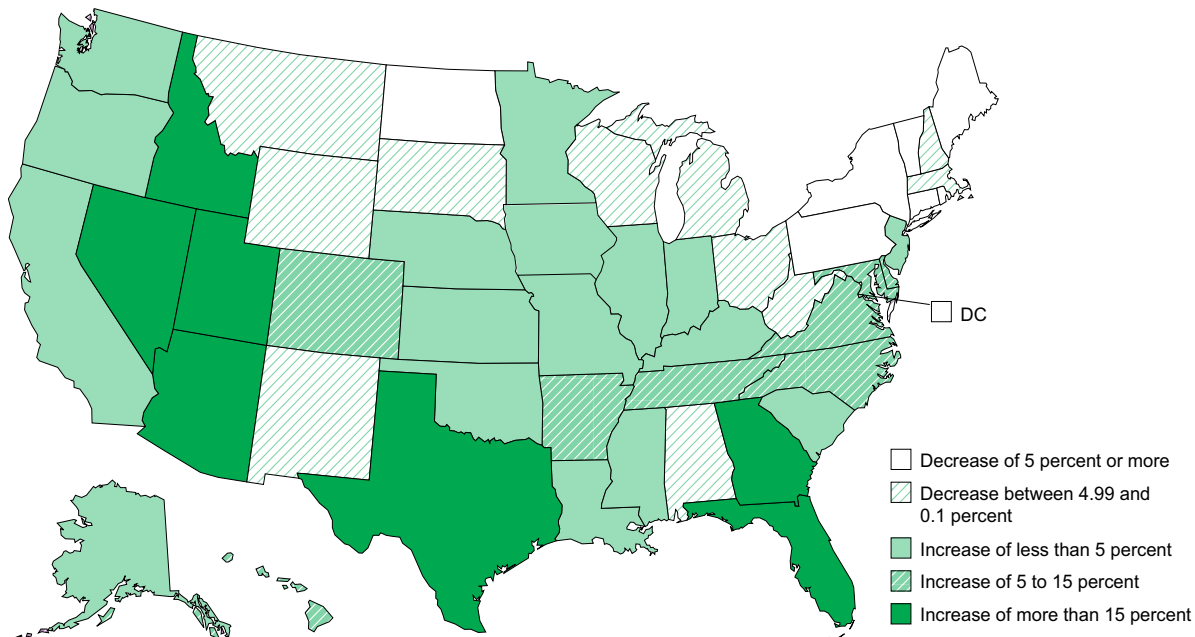 DC
Decrease of 5 percent or more
Decrease between 4.99 and
0.1 percent
Increase of less than 5 percent
Increase of 5 to 15 percent
Increase of more than 15 percent